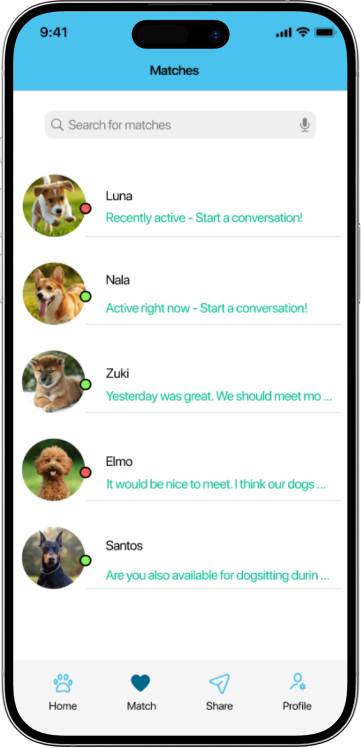 9:41
Matches
Search for matches
Luna
Recently active - Start a conversation!
Nala
Active right now - Start a conversation!
Zuki
Yesterday was great. We should meet mo ...
Elmo
It would be nice to meet. I think our dogs ...
Santos
Are you also available for dogsitting durin ...
Home Match Share Profile